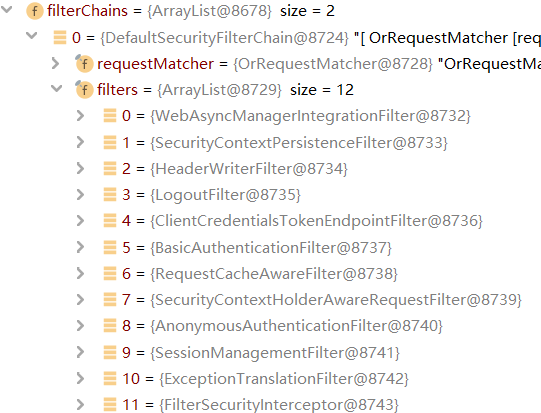 filterChains = {ArrayList@8678} size = 2
0 = {DefaultSecurityFilterChain@8724} "[ OrRequestMatcher [req
requestMatcher = {OrRequestMatcher@8728} "OrRequestMa
filters = {ArrayList@8729} size = 12
0 = {WebAsyncManagerIntegrationFilter@8732}
1 = {SecurityContextPersistenceFilter@8733}
2 = {HeaderWriterFilter@8734}
3 = {LogoutFilter@8735}
4 = {ClientCredentialsTokenEndpointFilter@8736}
5 = {BasicAuthenticationFilter@8737}
6 = {RequestCacheAwareFilter@8738}
7 = {SecurityContextHolderAwareRequestFilter@8739}
8 = {AnonymousAuthenticationFilter@8740}
9 = {SessionManagementFilter@8741}
10 = {ExceptionTranslationFilter@8742}
11 = {FilterSecurityInterceptor@8743}